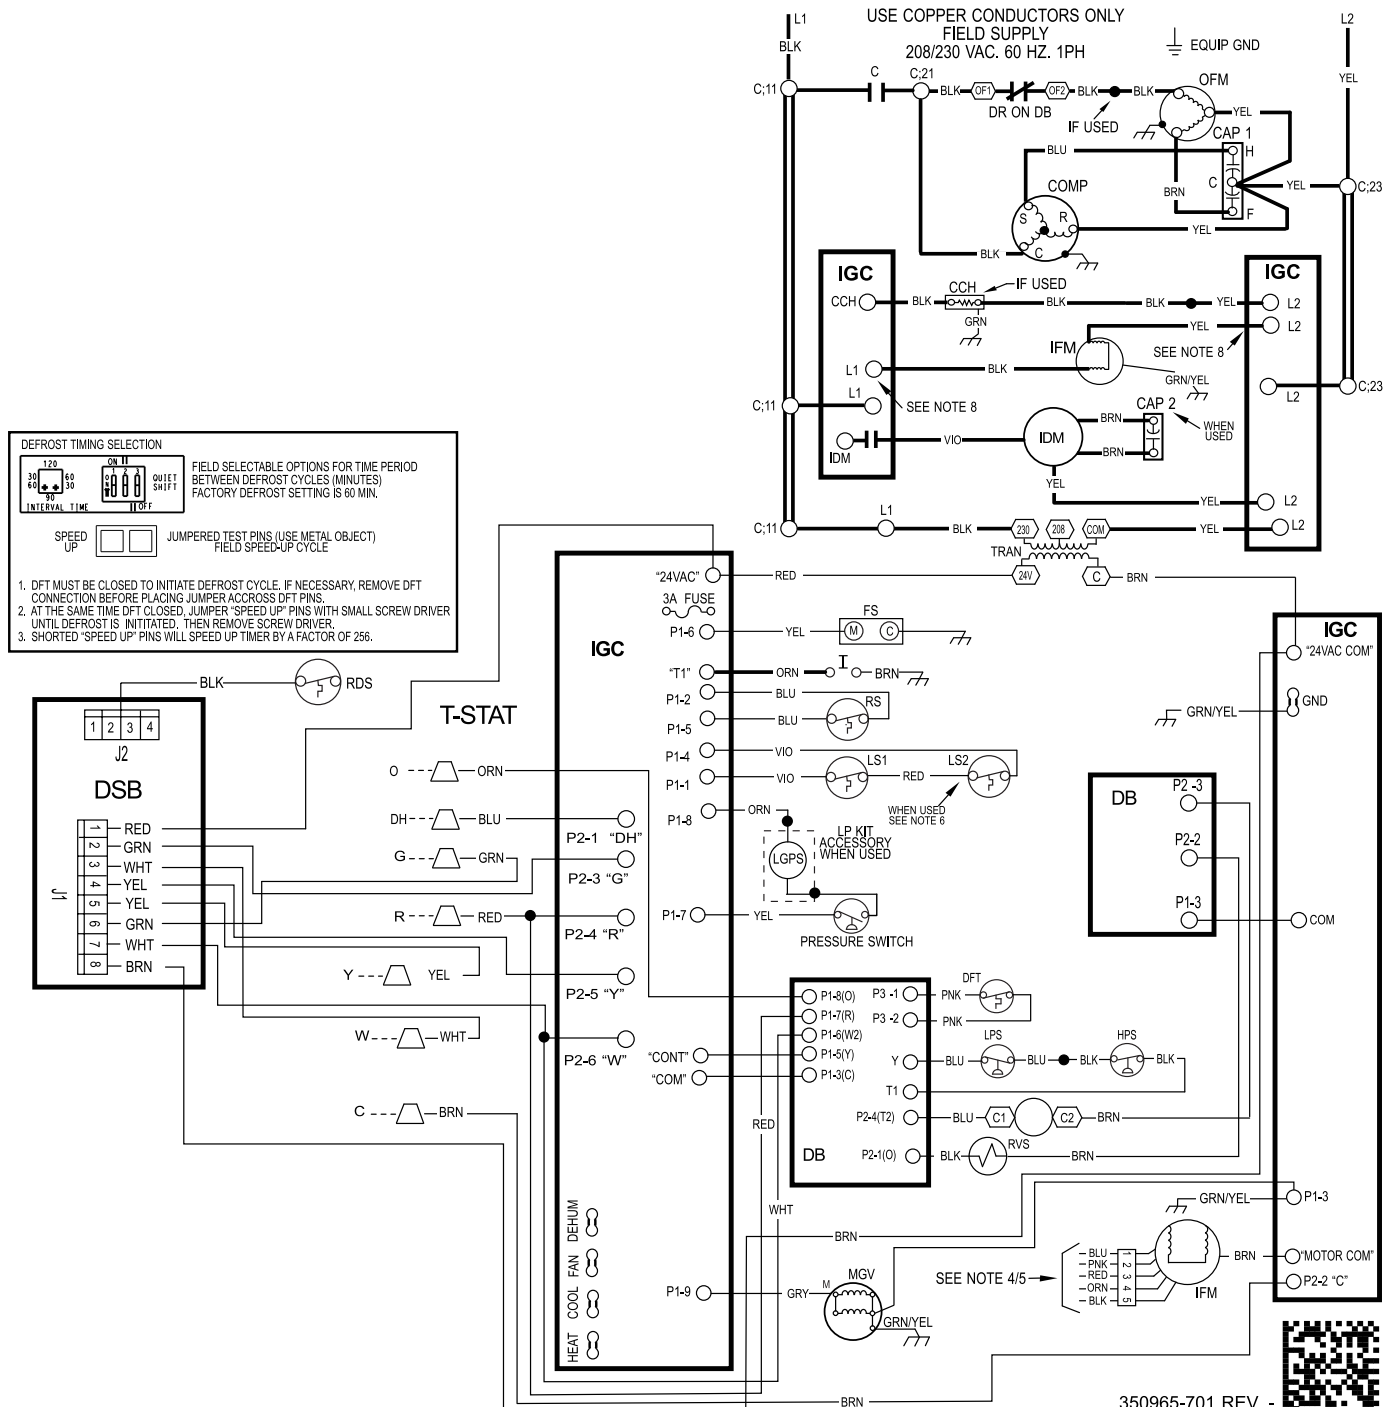 L1
USE COPPER CONDUCTORS ONLY
FIELD SUPPLY
208/230 VAC. 60 HZ. 1PH
EQUIP GND
L2
BLK
YEL
C;11
C
C;21
BLK
OF1
OF2
BLK
BLK
OFM
DR ON DB
IF USED
YEL
CAP 1
BLU
H
COMP
C
BRN
YEL
C;23
S
R
F
YEL
BLK
C
IGC
IGC
CCH
BLK
CCH
IF USED
BLK
BLK
YEL
L2
GRN
YEL
L2
IFM
SEE NOTE 8
L1
BLK
GRN/YEL
L2
C;23
C;11
L1
SEE NOTE 8
CAP 2
BRN
WHEN
USED
IDM
VIO
IDM
BRN
YEL
YEL
L2
C;11
L1
BLK
230
208
COM
YEL
L2
TRAN
24V
C
BRN
DEFROST TIMING SELECTION
120
30
60
60
30
90
INTERVAL TIME
ON
1 2 3
ON
QUIET
SHIFT
OFF
FIELD SELECTABLE OPTIONS FOR TIME PERIOD
BETWEEN DEFROST CYCLES (MINUTES)
FACTORY DEFROST SETTING IS 60 MIN.
SPEED
UP
JUMPERED TEST PINS (USE METAL OBJECT)
FIELD SPEED-UP CYCLE
1. DFT MUST BE CLOSED TO INITIATE DEFROST CYCLE. IF NECESSARY, REMOVE DFT
CONNECTION BEFORE PLACING JUMPER ACCROSS DFT PINS.
2. AT THE SAME TIME DFT CLOSED, JUMPER “SPEED UP” PINS WITH SMALL SCREW DRIVER
UNTIL DEFROST IS INITITATED, THEN REMOVE SCREW DRIVER.
3. SHORTED “SPEED UP” PINS WILL SPEED UP TIMER BY A FACTOR OF 256.
BLK
RDS
1 2 3 4
J2
DSB
J1
1 RED
2 GRN
3 WHT
4 YEL
5 YEL
6 GRN
7 WHT
8 BRN
T-STAT
O
ORN
DH
BLU
G
GRN
R
RED
Y
YEL
W
WHT
C
BRN
IGC
“24VAC”
RED
3A FUSE
P1-6
YEL
FS
M
C
“T1”
ORN
BRN
P1-2
BLU
RS
P1-5
BLU
P1-4
VIO
P1-1
VIO
LS1
RED
LS2
WHEN USED
SEE NOTE 6
P1-8
ORN
LP KIT
ACCESSORY
WHEN USED
LGPS
P1-7
YEL
PRESSURE SWITCH
P2-1 “DH”
P2-3 “G”
P2-4 “R”
P2-5 “Y”
P2-6 “W”
“CONT”
“COM”
DEHUM
FAN
COOL
HEAT
P1-9
GRY
M
MGV
GRN/YEL
RED
WHT
BRN
BRN
P1-8(O)
P1-7(R)
P1-6(W2)
P1-5(Y)
P1-3(C)
DB
P3 -1
PNK
DFT
P3 -2
PNK
Y
BLU
LPS
BLU
BLK
HPS
BLK
T1
P2-4(T2)
BLU
C1
C2
BRN
P2-1(O)
BLK
RVS
BRN
DB
P2 -3
P2-2
P1-3
IGC
“24VAC COM”
GRN/YEL
GND
COM
GRN/YEL
P1-3
SEE NOTE 4/5
BLU 1
PNK 2
RED 3
ORN 4
BLK 5
IFM
BRN
“MOTOR COM”
P2-2 “C”
350965-701 REV. -